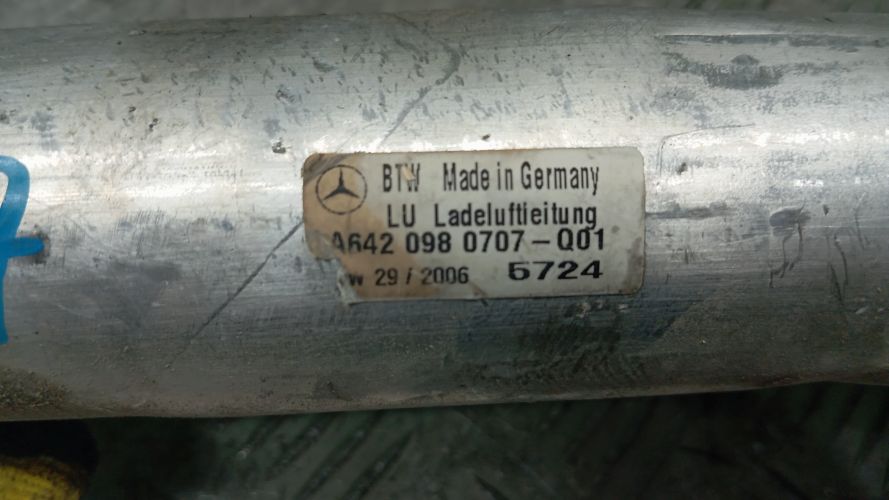 BTW Made in Germany
LU Ladeluftleitung
A642 098 0707-Q01
w 29 / 2006 5724